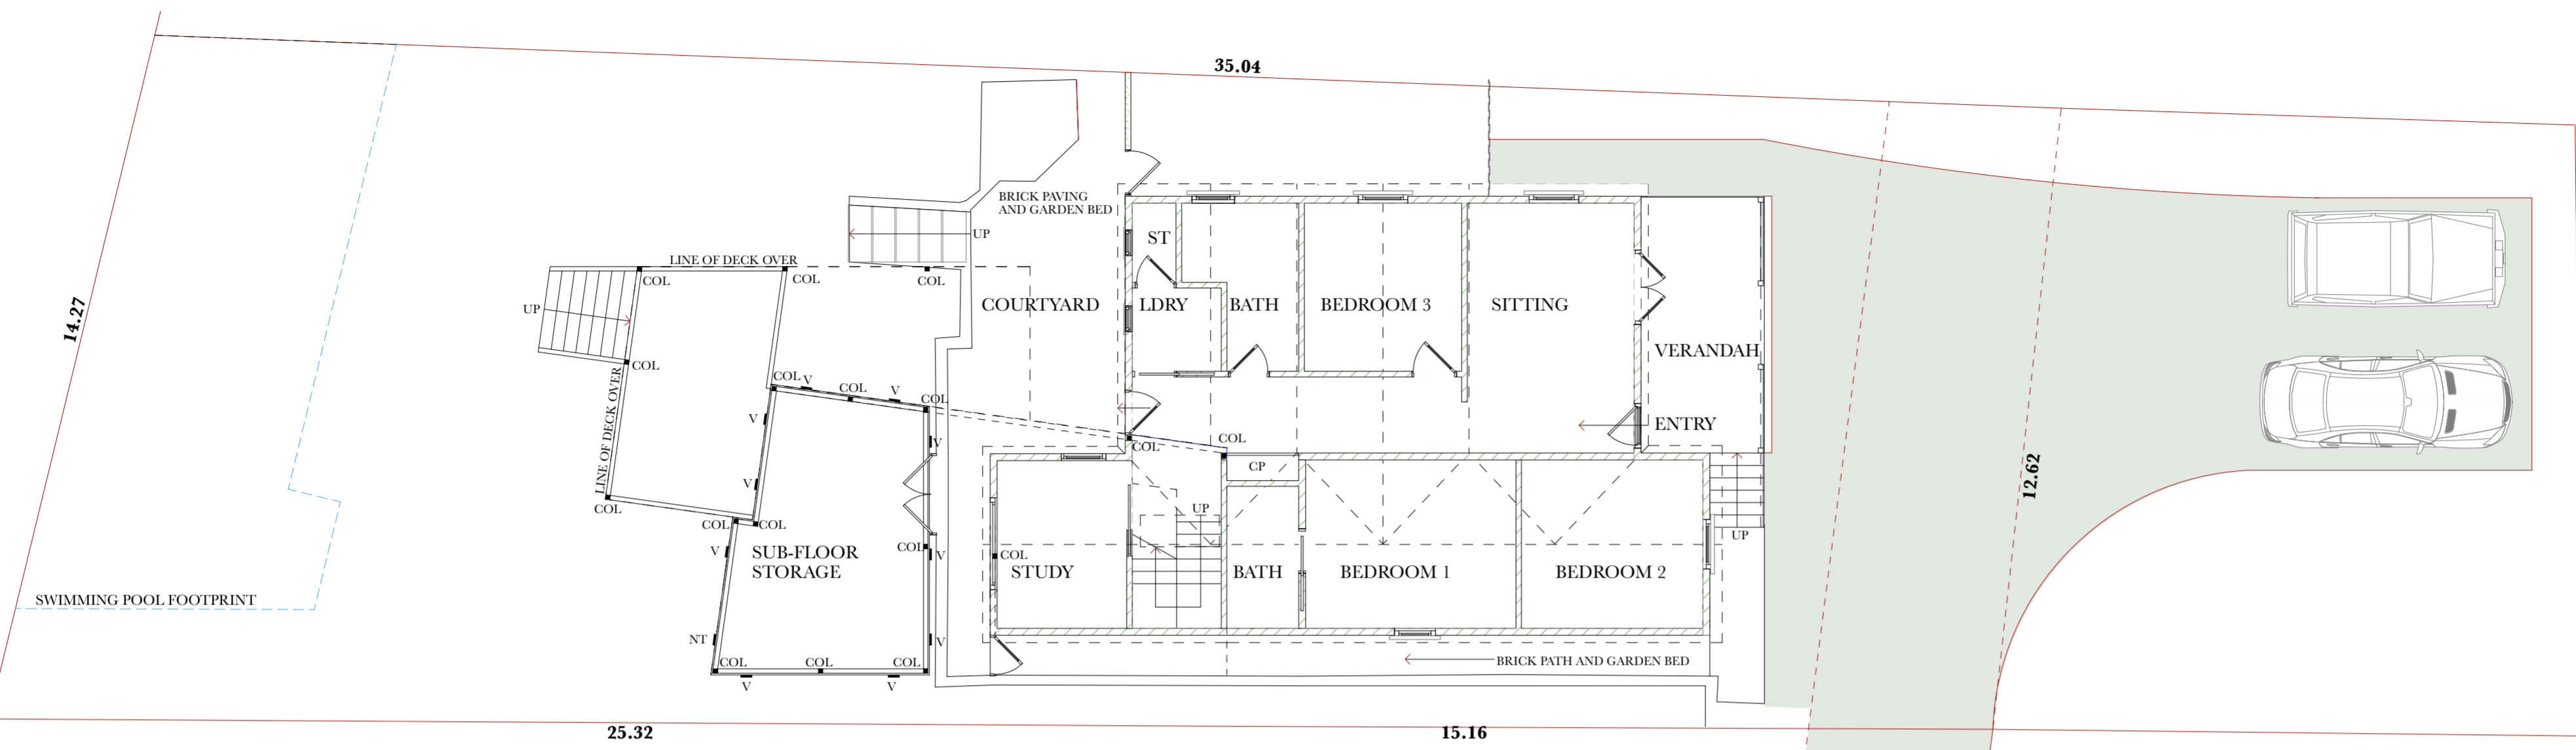 35.04
BRICK PAVING
AND GARDEN BED
UP
ST
LINE OF DECK OVER
COL
COL
COL
UP
COURTYARD
LDRY
BATH
BEDROOM 3
SITTING
14.27
VERANDAH
COL
LINE OF DECK OVER
COL
V
COL
V
COL
V
ENTRY
V
COL
COL
CP
12.62
V
COL
UP
COL
COL
V
SUB-FLOOR
STORAGE
COL
V
COL
STUDY
BATH
BEDROOM 1
BEDROOM 2
UP
SWIMMING POOL FOOTPRINT
NT
V
COL
COL
COL
BRICK PATH AND GARDEN BED
V
V
25.32
15.16